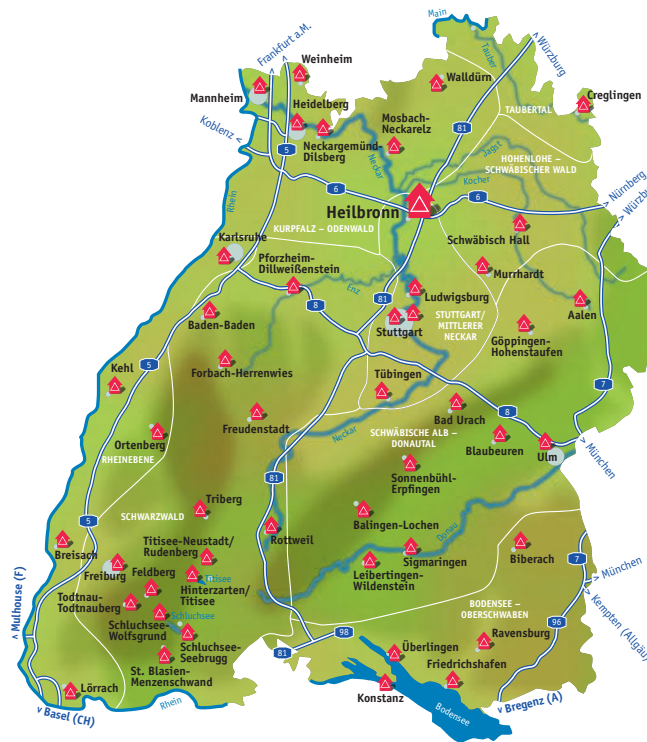 Main
Tauber
Frankfurt a.M.
Würzburg
Weinheim
Walldürn
Mannheim
Creglingen
Heidelberg
TAUBERTAL
Mosbach-
Neckarelz
Koblenz
81
5
5
Neckargemünd-
Dilsberg
Jagst
HOHENLOHE –
SCHWÄBISCHER WALD
Neckar
Kocher
6
6
Nürnberg
Rhein
Heilbronn
Würzbu
Schwäbisch Hall
KURPFALZ – ODENWALD
Karlsruhe
Pforzheim-
Dillweißenstein
Murrhardt
Enz
81
Ludwigsburg
8
Aalen
Baden-Baden
STUTTGART/
MITTLERER
NECKAR
Stuttgart
Göppingen-
Hohenstaufen
5
Forbach-Herrenwies
7
Kehl
Tübingen
Freudenstadt
Bad Urach
8
Neckar
SCHWÄBISCHE ALB –
DONAUTAL
Ortenberg
Blaubeuren
München
Ulm
RHEINEBENE
Sonnenbühl-
Erpfingen
81
Triberg
SCHWARZWALD
Balingen-Lochen
5
Rottweil
Donau
Titisee-Neustadt/
Rudenberg
Breisach
Sigmaringen
Biberach
7
Feldberg
Freiburg
Leibertingen-
Wildenstein
München
Titisee
Hinterzarten/
Titisee
Todtnau-
Todtnauberg
Kempten (Allgäu)
Mulhouse (F)
BODENSEE –
OBERSCHWABEN
Schluchsee
Schluchsee-
Wolfsgrund
96
98
Ravensburg
81
Überlingen
Schluchsee-
Seebrugg
Friedrichshafen
St. Blasien-
Menzenschwand
Lörrach
Konstanz
Rhein
Bodensee
Basel (CH)
Bregenz (A)